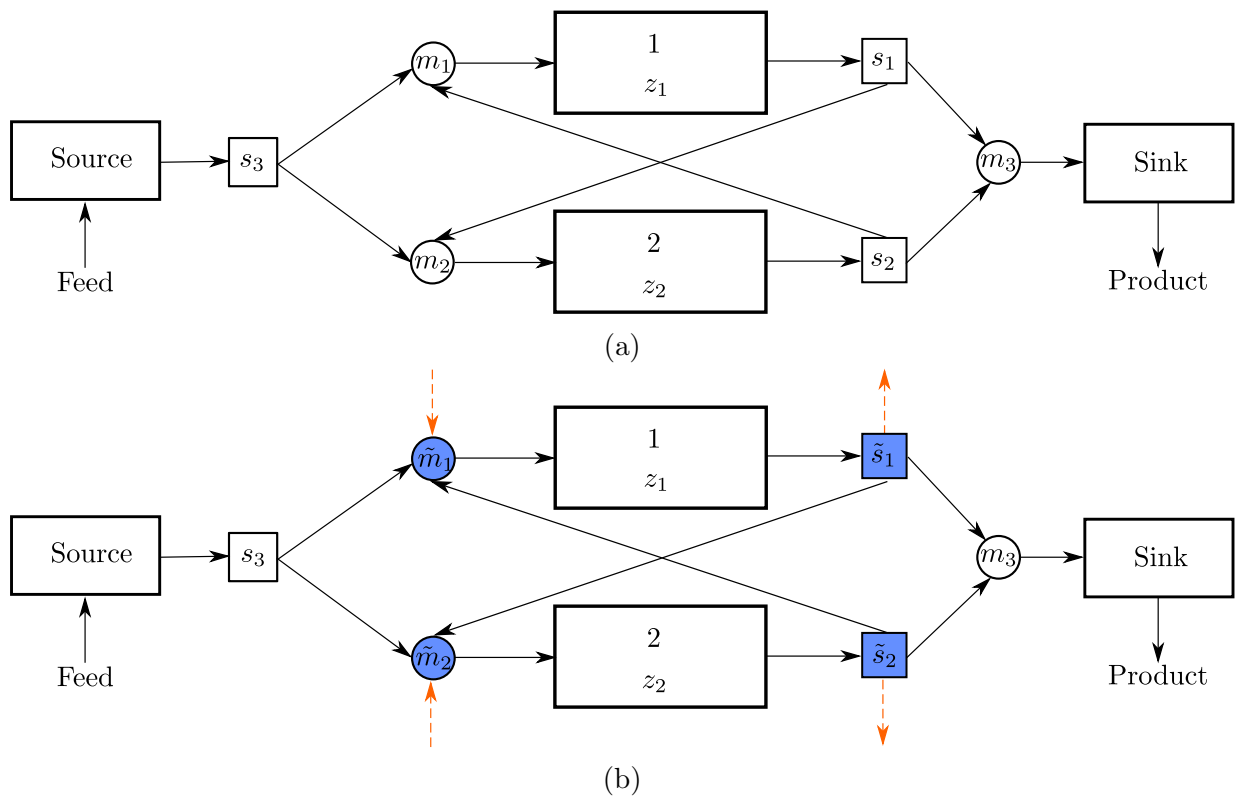 1
m₁
z₁
s₁
Source
s₃
m₃
Sink
2
m₂
z₂
s₂
Feed
Product
(a)
1
m̃₁
z₁
s̃₁
Source
s₃
m₃
Sink
2
m̃₂
z₂
s̃₂
Feed
Product
(b)